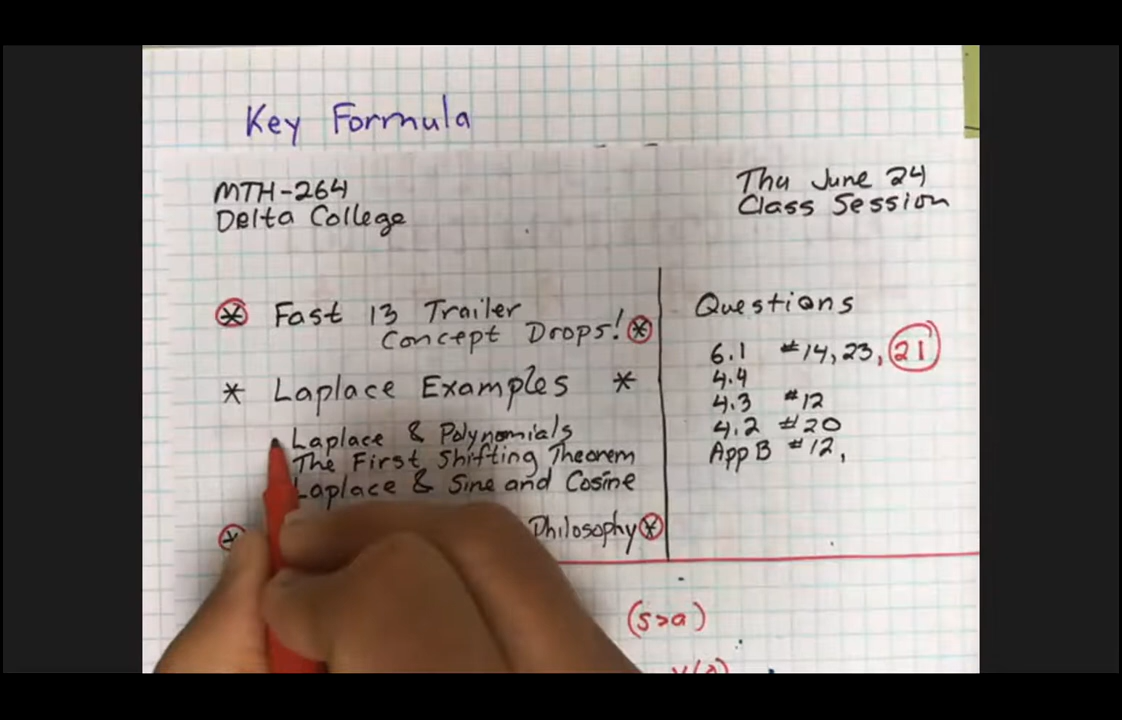 Key Formula
MTH-264
Delta College
Thu June 24
Class Session
* Fast 13 Trailer
Concept Drops! *
* Laplace Examples *
Laplace & Polynomials
The First Shifting Theorem
Laplace & Sine and Cosine
* Philosophy *
Questions
6.1 #14, 23, 21
4.4
4.3 #12
4.2 #20
App B #12,
(s>a)